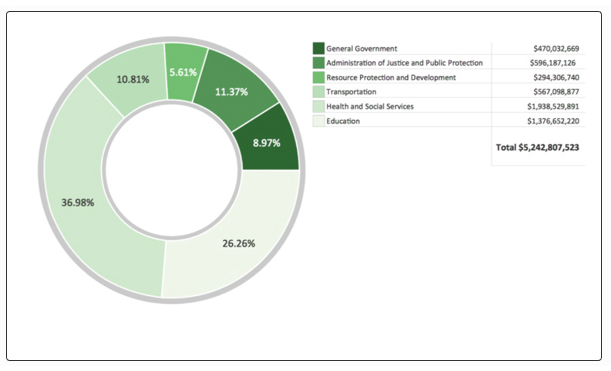 10.81%
5.61%
11.37%
8.97%
36.98%
26.26%
General Government $470,032,669
Administration of Justice and Public Protection $596,187,126
Resource Protection and Development $294,306,740
Transportation $567,098,877
Health and Social Services $1,938,529,891
Education $1,376,652,220
Total $5,242,807,523